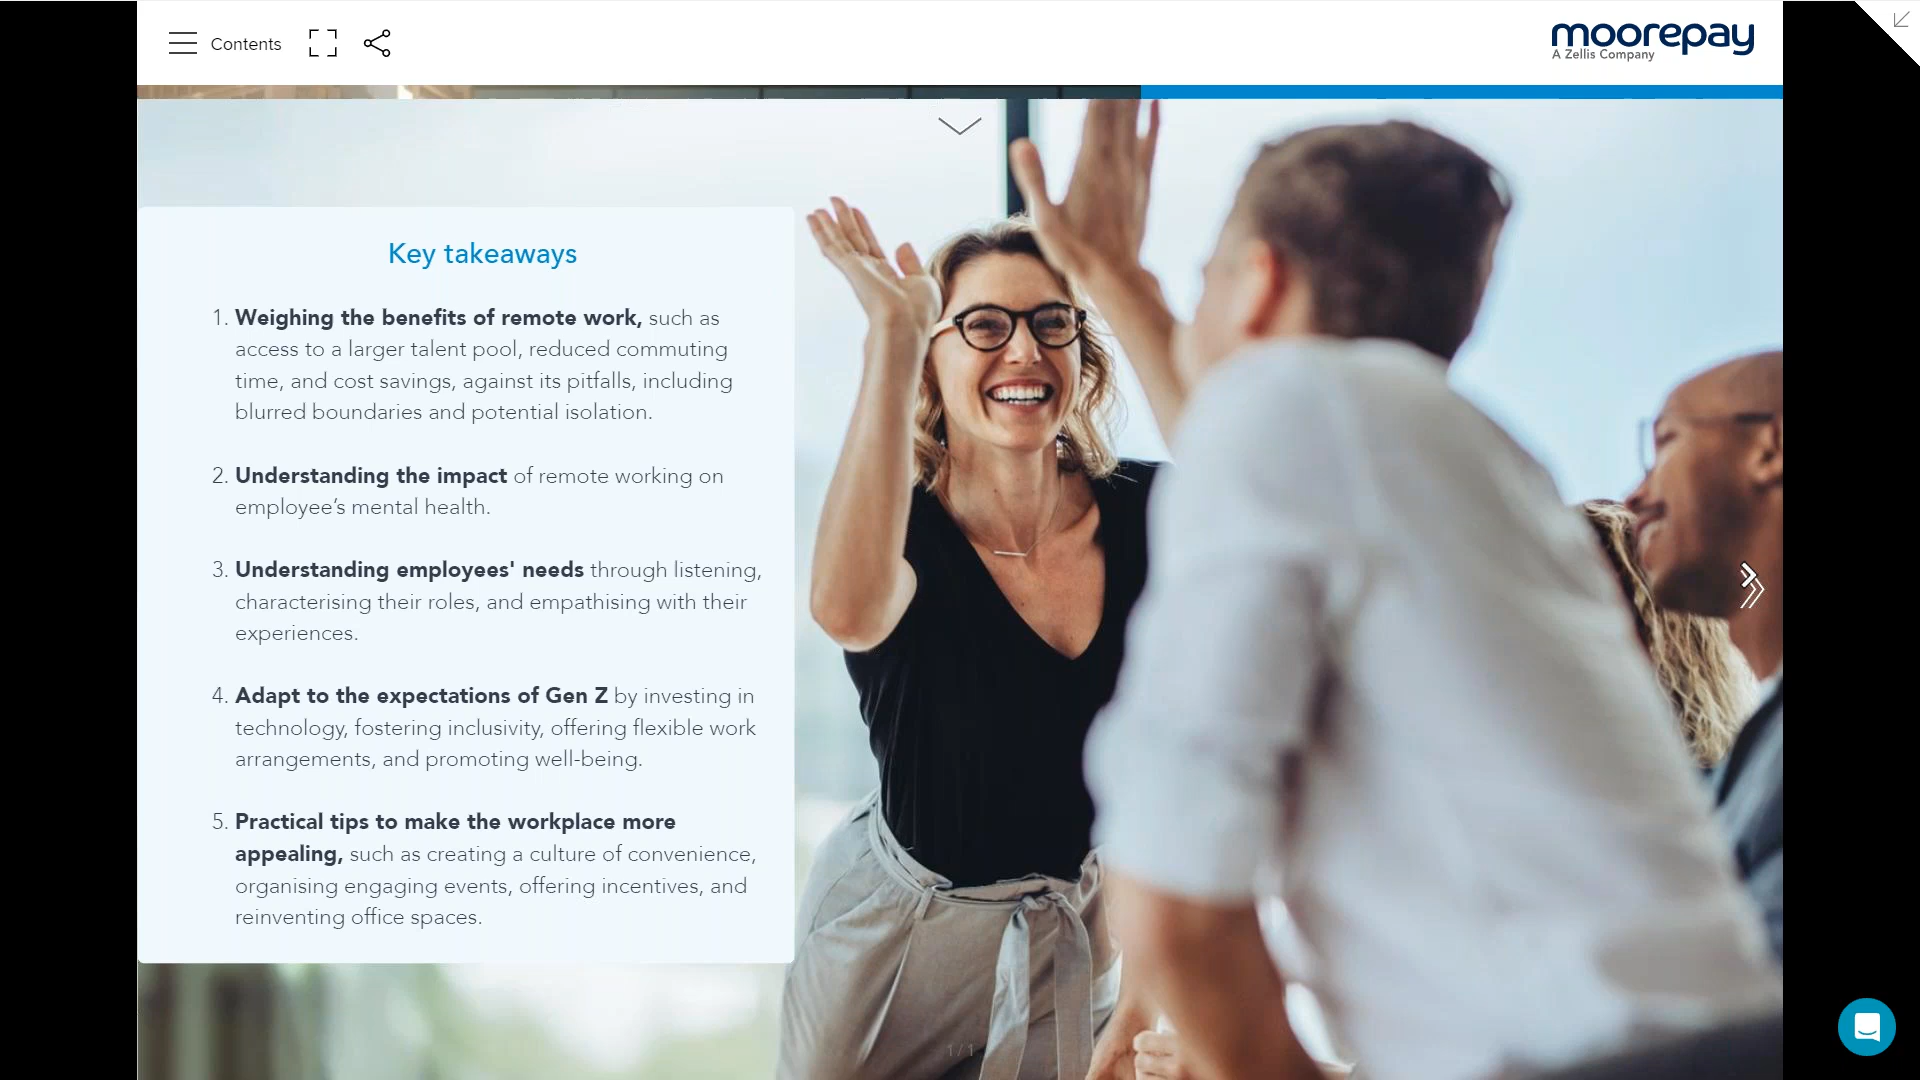 Contents
moorepay
A Zellis Company
Key takeaways
1. Weighing the benefits of remote work, such as
access to a larger talent pool, reduced commuting
time, and cost savings, against its pitfalls, including
blurred boundaries and potential isolation.
2. Understanding the impact of remote working on
employee’s mental health.
3. Understanding employees' needs through listening,
characterising their roles, and empathising with their
experiences.
4. Adapt to the expectations of Gen Z by investing in
technology, fostering inclusivity, offering flexible work
arrangements, and promoting well-being.
5. Practical tips to make the workplace more
appealing, such as creating a culture of convenience,
organising engaging events, offering incentives, and
reinventing office spaces.
1 / 1